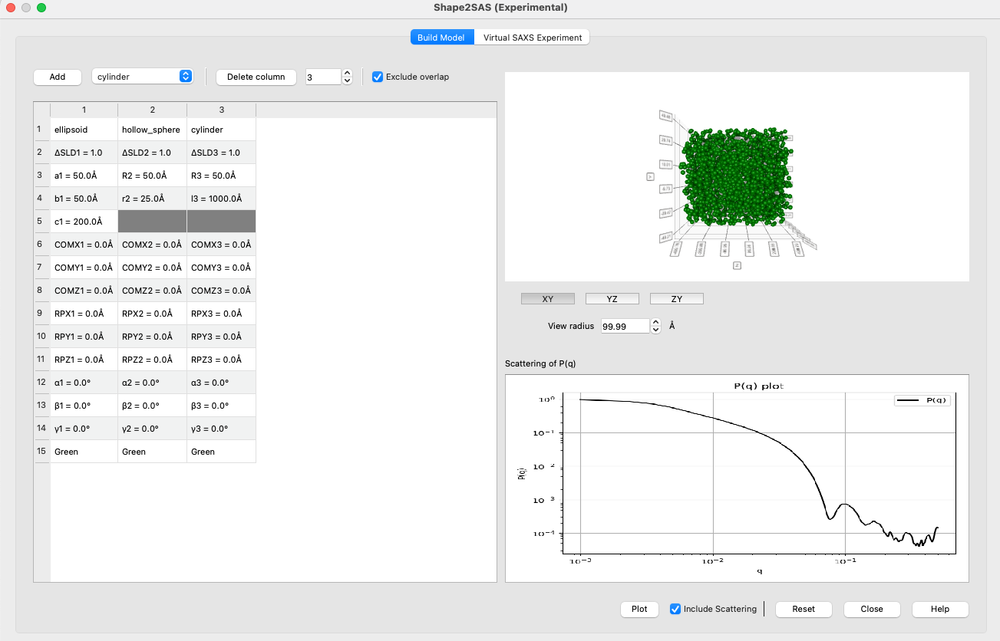 Shape2SAS (Experimental)
Build Model Virtual SAXS Experiment
Add cylinder Delete column 3 Exclude overlap
1 2 3
1 ellipsoid hollow_sphere cylinder
2 ΔSLD1 = 1.0 ΔSLD2 = 1.0 ΔSLD3 = 1.0
3 a1 = 50.0Å R2 = 50.0Å R3 = 50.0Å
4 b1 = 50.0Å r2 = 25.0Å l3 = 1000.0Å
5 c1 = 200.0Å
6 COMX1 = 0.0Å COMX2 = 0.0Å COMX3 = 0.0Å
7 COMY1 = 0.0Å COMY2 = 0.0Å COMY3 = 0.0Å
8 COMZ1 = 0.0Å COMZ2 = 0.0Å COMZ3 = 0.0Å
9 RPX1 = 0.0Å RPX2 = 0.0Å RPX3 = 0.0Å
10 RPY1 = 0.0Å RPY2 = 0.0Å RPY3 = 0.0Å
11 RPZ1 = 0.0Å RPZ2 = 0.0Å RPZ3 = 0.0Å
12 α1 = 0.0° α2 = 0.0° α3 = 0.0°
13 β1 = 0.0° β2 = 0.0° β3 = 0.0°
14 γ1 = 0.0° γ2 = 0.0° γ3 = 0.0°
15 Green Green Green
XY YZ ZY
View radius 99.99 Å
Scattering of P(q)
P(q) plot
P(q)
10⁰
10⁻¹
10⁻²
10⁻³
10⁻⁴
P(q)
10⁻³ 10⁻² 10⁻¹
q
Plot Include Scattering Reset Close Help